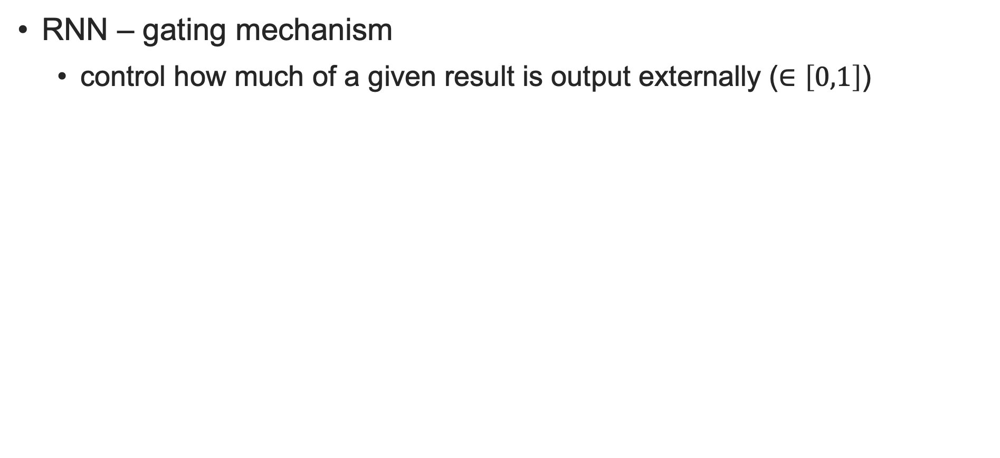 • RNN – gating mechanism
• control how much of a given result is output externally (∈ [0,1])